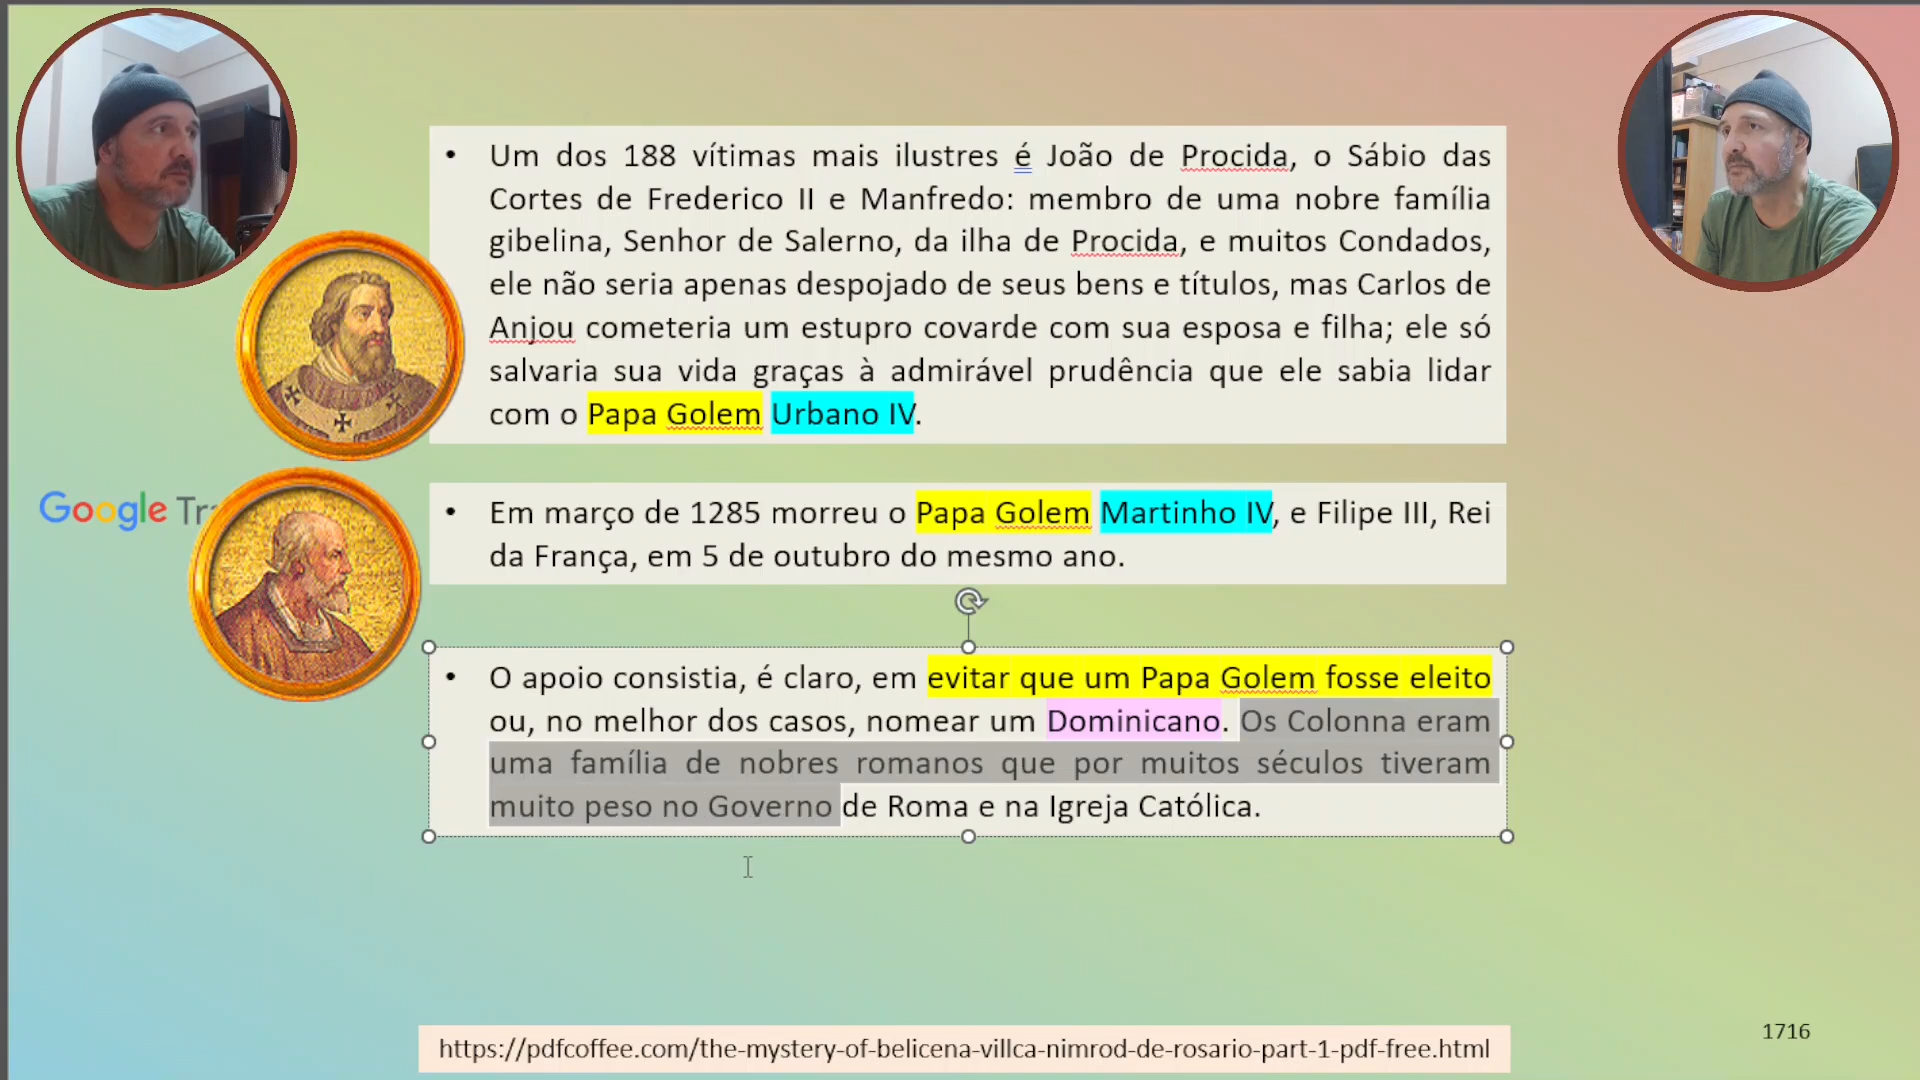 • Um dos 188 vítimas mais ilustres é João de Procida, o Sábio das
Cortes de Frederico II e Manfredo: membro de uma nobre família
gibelina, Senhor de Salerno, da ilha de Procida, e muitos Condados,
ele não seria apenas despojado de seus bens e títulos, mas Carlos de
Anjou cometeria um estupro covarde com sua esposa e filha; ele só
salvaria sua vida graças à admirável prudência que ele sabia lidar
com o Papa Golem Urbano IV.
Google Tr
• Em março de 1285 morreu o Papa Golem Martinho IV, e Filipe III, Rei
da França, em 5 de outubro do mesmo ano.
• O apoio consistia, é claro, em evitar que um Papa Golem fosse eleito
ou, no melhor dos casos, nomear um Dominicano. Os Colonna eram
uma família de nobres romanos que por muitos séculos tiveram
muito peso no Governo de Roma e na Igreja Católica.
1716
https://pdfcoffee.com/the-mystery-of-belicena-villca-nimrod-de-rosario-part-1-pdf-free.html